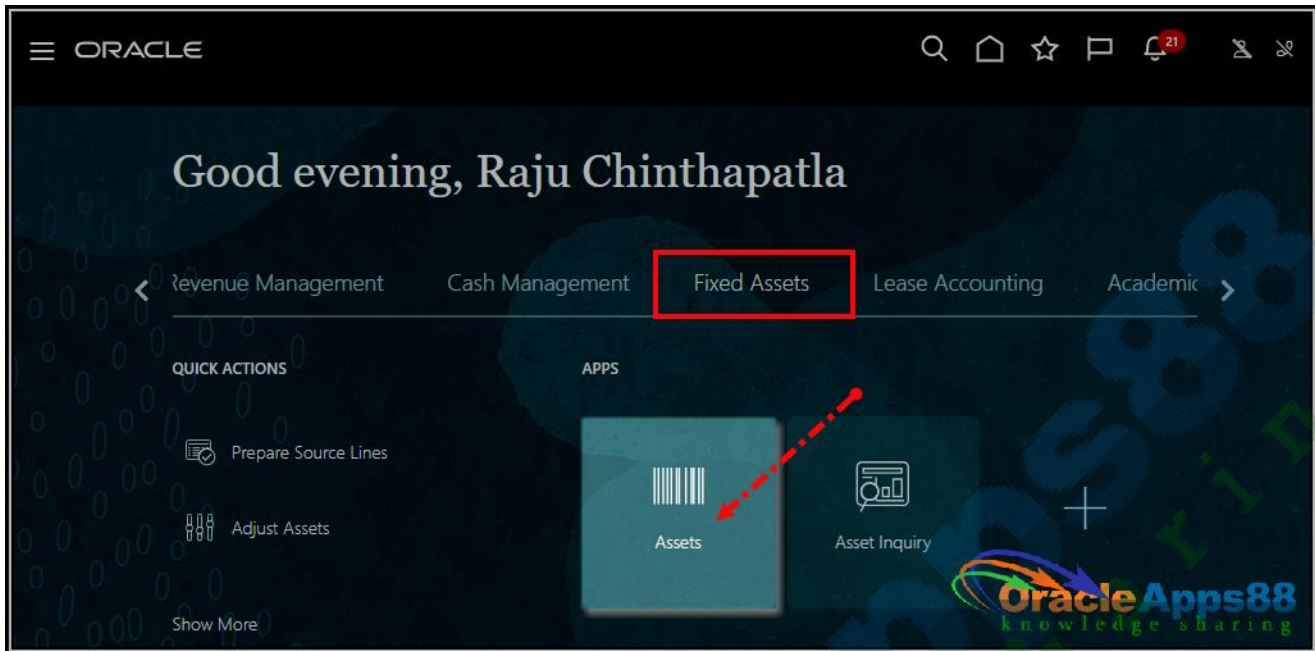 ORACLE
21
Good evening, Raju Chinthapatla
Revenue Management Cash Management Fixed Assets Lease Accounting Academic
QUICK ACTIONS
APPS
Prepare Source Lines
Adjust Assets
Assets
Asset Inquiry
Show More
OracleApps88
knowledge sharing